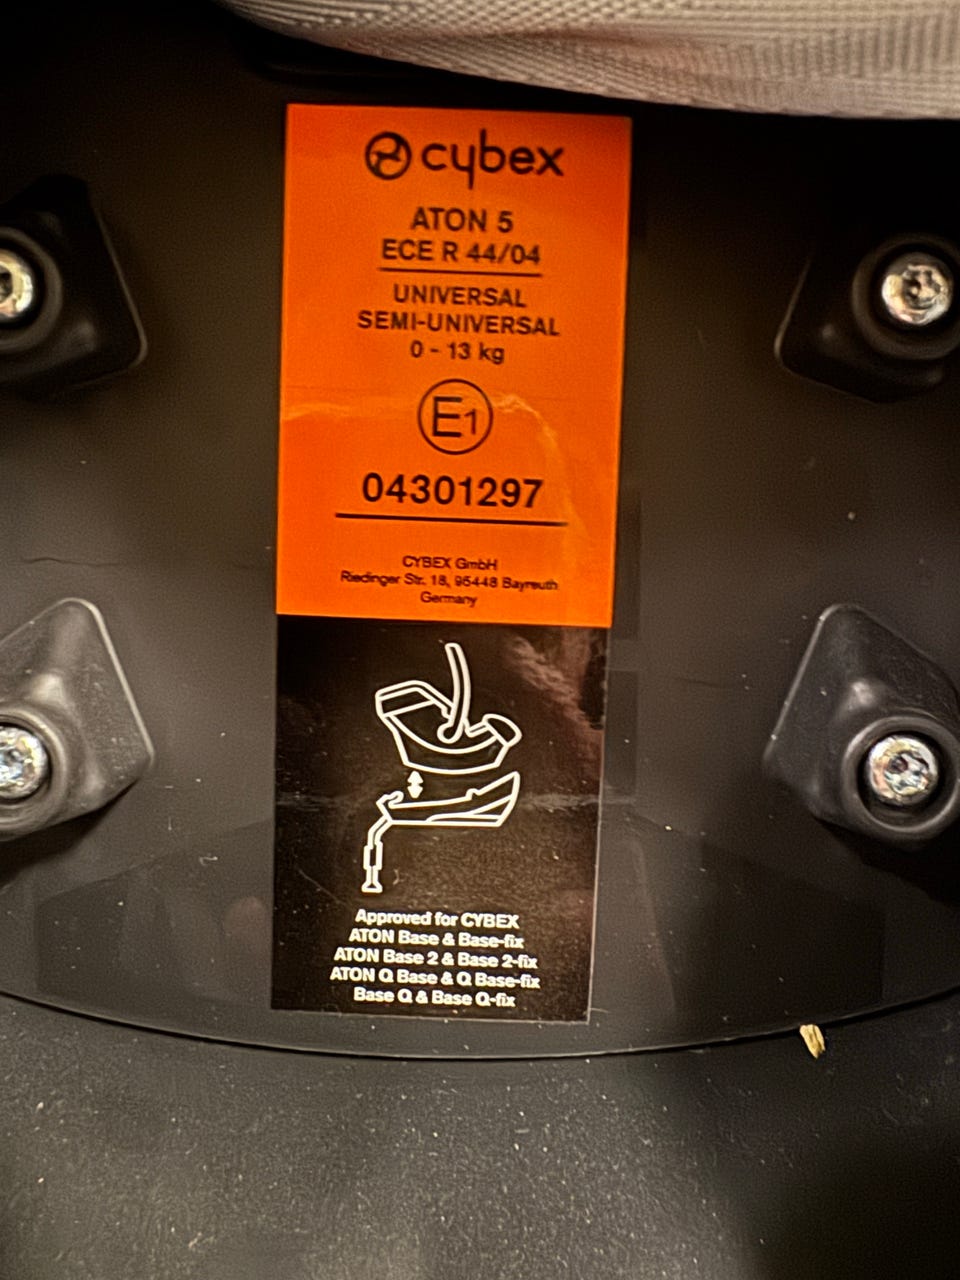 cybex
ATON 5
ECE R 44/04
UNIVERSAL
SEMI-UNIVERSAL
0 - 13 kg
E1
04301297
CYBEX GmbH
Riedinger Str. 18, 95448 Bayreuth
Germany
Approved for CYBEX
ATON Base & Base-fix
ATON Base 2 & Base 2-fix
ATON Q Base & Q Base-fix
Base Q & Base Q-fix